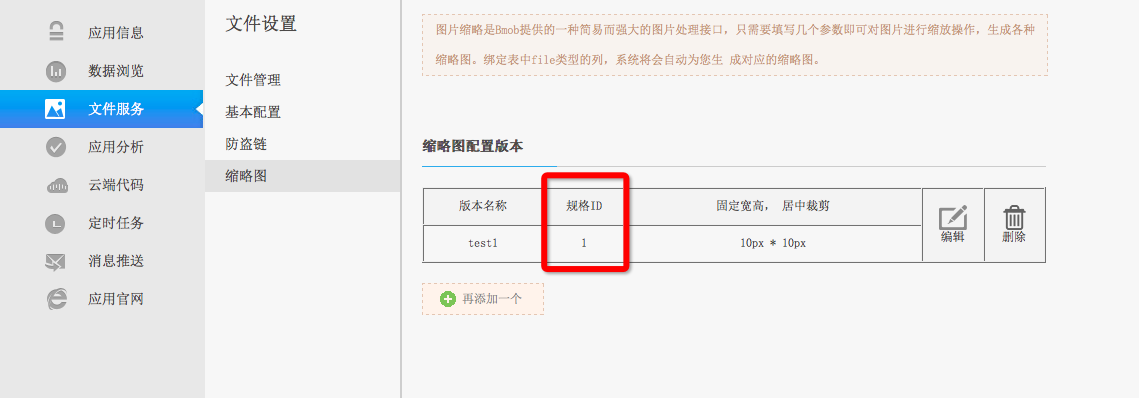 应用信息
数据浏览
文件服务
应用分析
云端代码
定时任务
消息推送
应用官网
文件设置
文件管理
基本配置
防盗链
缩略图
图片缩略是Bmob提供的一种简易而强大的图片处理接口，只需要填写几个参数即可对图片进行缩放操作，生成各种
缩略图。绑定表中file类型的列，系统将会自动为您生 成对应的缩略图。
缩略图配置版本
版本名称 规格ID 固定宽高， 居中裁剪
test1 1 10px * 10px
编辑 删除
再添加一个